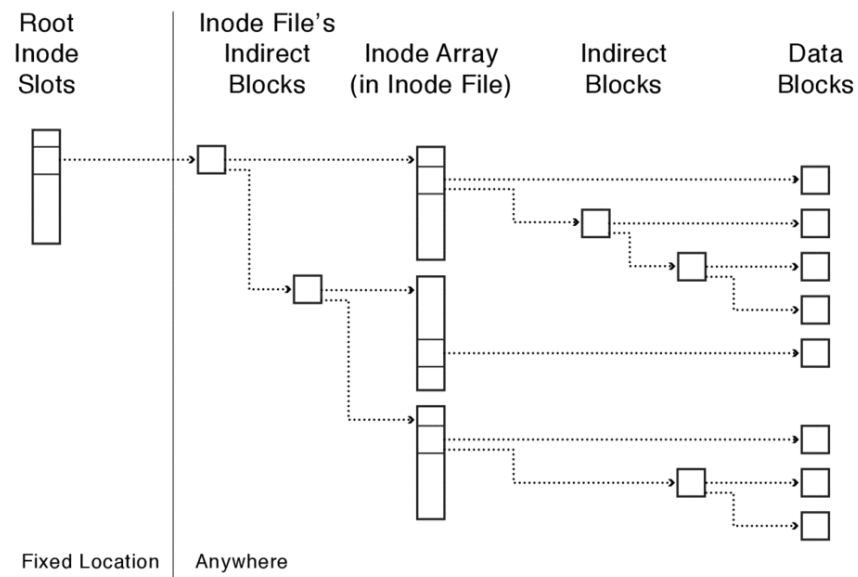 Root
Inode
Slots
Inode File's
Indirect
Blocks
Inode Array
(in Inode File)
Indirect
Blocks
Data
Blocks
Fixed Location
Anywhere